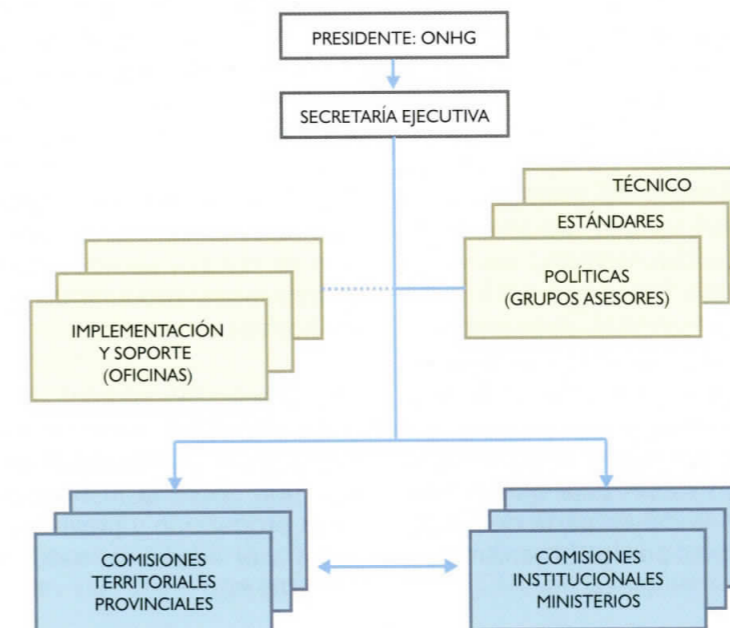 PRESIDENTE: ONHG
SECRETARÍA EJECUTIVA
TÉCNICO
ESTÁNDARES
POLÍTICAS
(GRUPOS ASESORES)
IMPLEMENTACIÓN
Y SOPORTE
(OFICINAS)
COMISIONES
TERRITORIALES
PROVINCIALES
COMISIONES
INSTITUCIONALES
MINISTERIOS